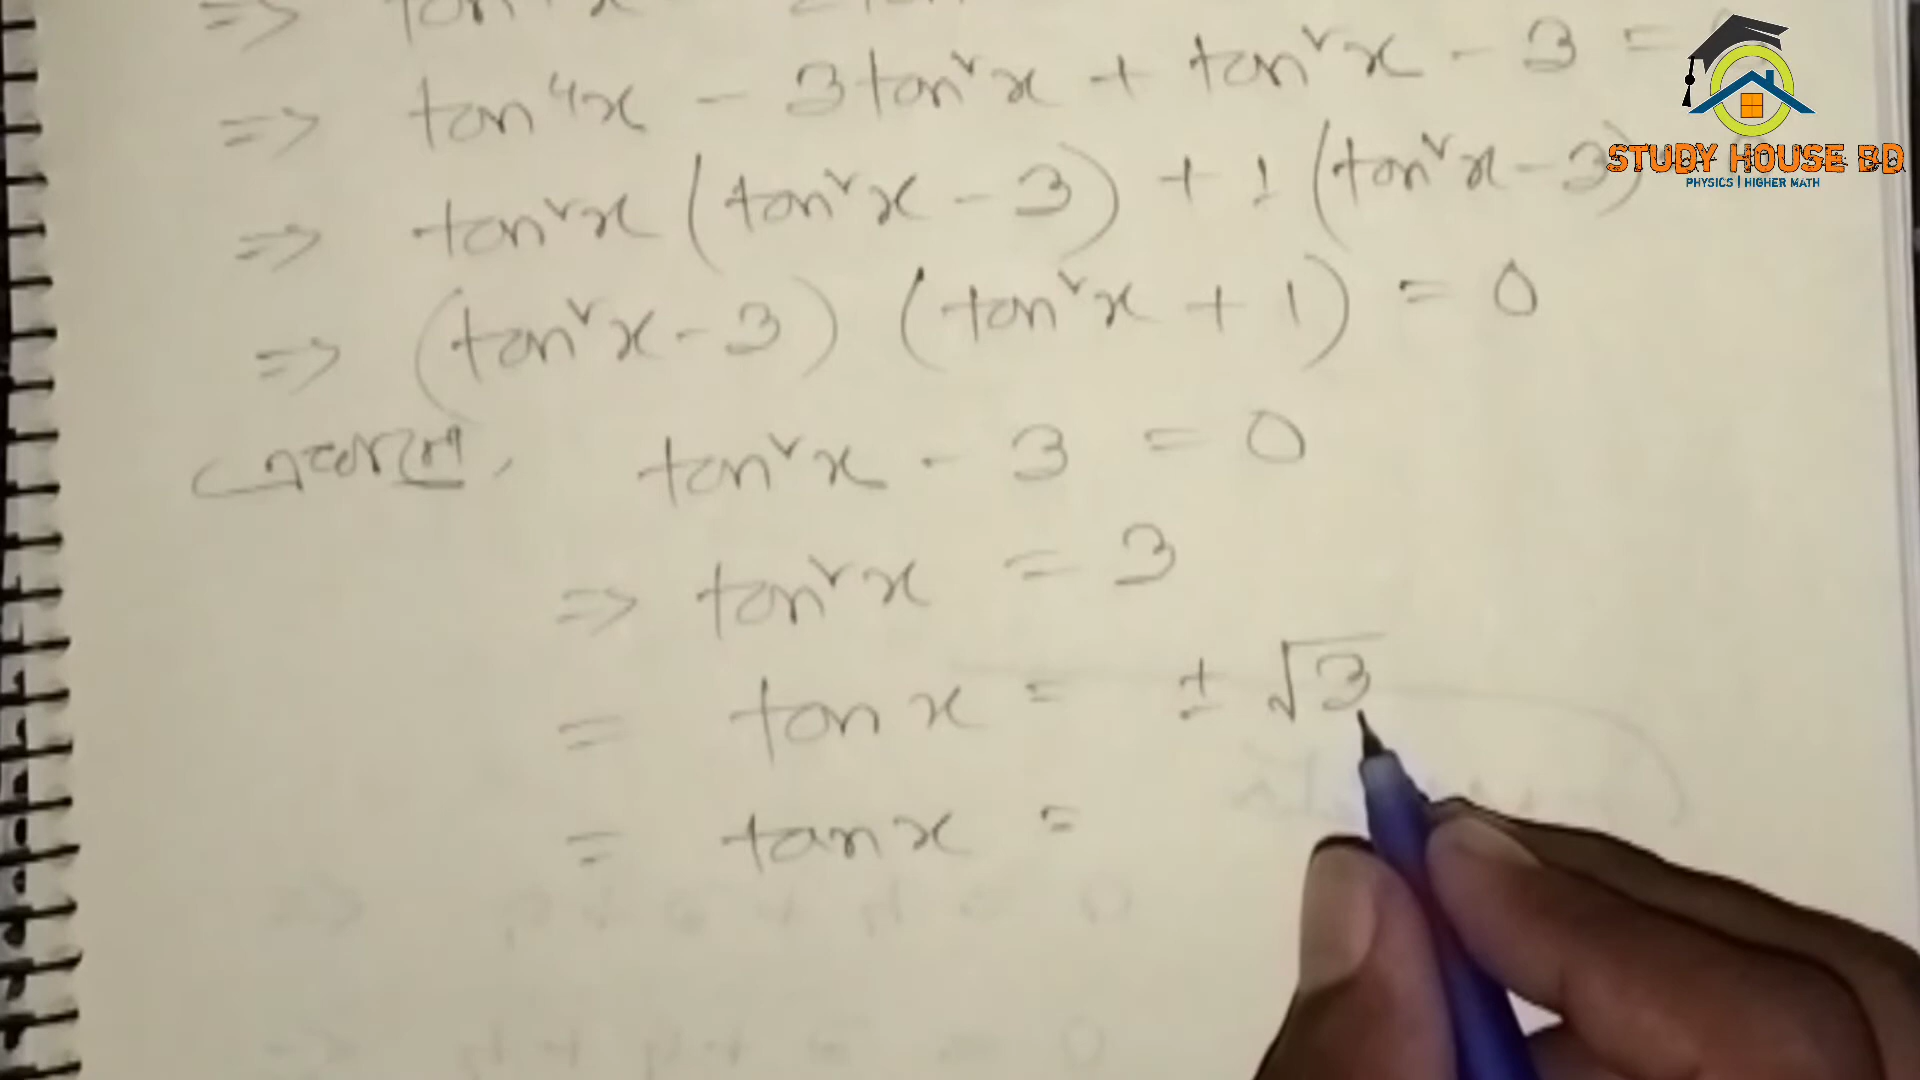 => tan⁴x
=> tan⁴x - 3tan²x + tan²x - 3 =
=> tan²x (tan²x - 3) + 1 (tan²x - 3)
=> (tan²x - 3) (tan²x + 1) = 0
tan²x - 3 = 0
=> tan²x = 3
= tan x = ± √3
= tan x =
STUDY HOUSE BD
PHYSICS | HIGHER MATH